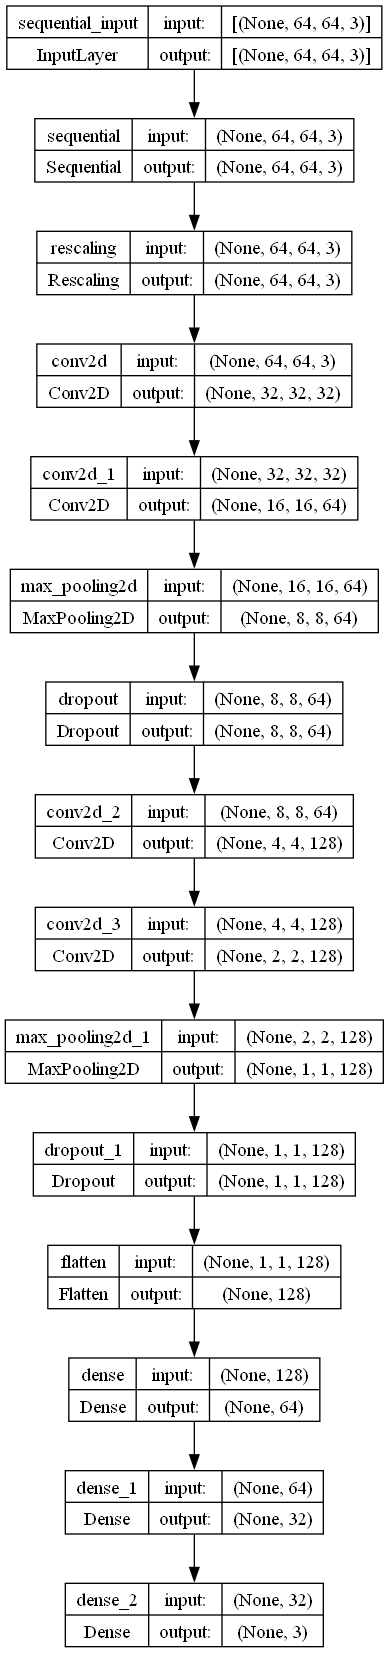 sequential_input input: [(None, 64, 64, 3)]
InputLayer output: [(None, 64, 64, 3)]
sequential input: (None, 64, 64, 3)
Sequential output: (None, 64, 64, 3)
rescaling input: (None, 64, 64, 3)
Rescaling output: (None, 64, 64, 3)
conv2d input: (None, 64, 64, 3)
Conv2D output: (None, 32, 32, 32)
conv2d_1 input: (None, 32, 32, 32)
Conv2D output: (None, 16, 16, 64)
max_pooling2d input: (None, 16, 16, 64)
MaxPooling2D output: (None, 8, 8, 64)
dropout input: (None, 8, 8, 64)
Dropout output: (None, 8, 8, 64)
conv2d_2 input: (None, 8, 8, 64)
Conv2D output: (None, 4, 4, 128)
conv2d_3 input: (None, 4, 4, 128)
Conv2D output: (None, 2, 2, 128)
max_pooling2d_1 input: (None, 2, 2, 128)
MaxPooling2D output: (None, 1, 1, 128)
dropout_1 input: (None, 1, 1, 128)
Dropout output: (None, 1, 1, 128)
flatten input: (None, 1, 1, 128)
Flatten output: (None, 128)
dense input: (None, 128)
Dense output: (None, 64)
dense_1 input: (None, 64)
Dense output: (None, 32)
dense_2 input: (None, 32)
Dense output: (None, 3)